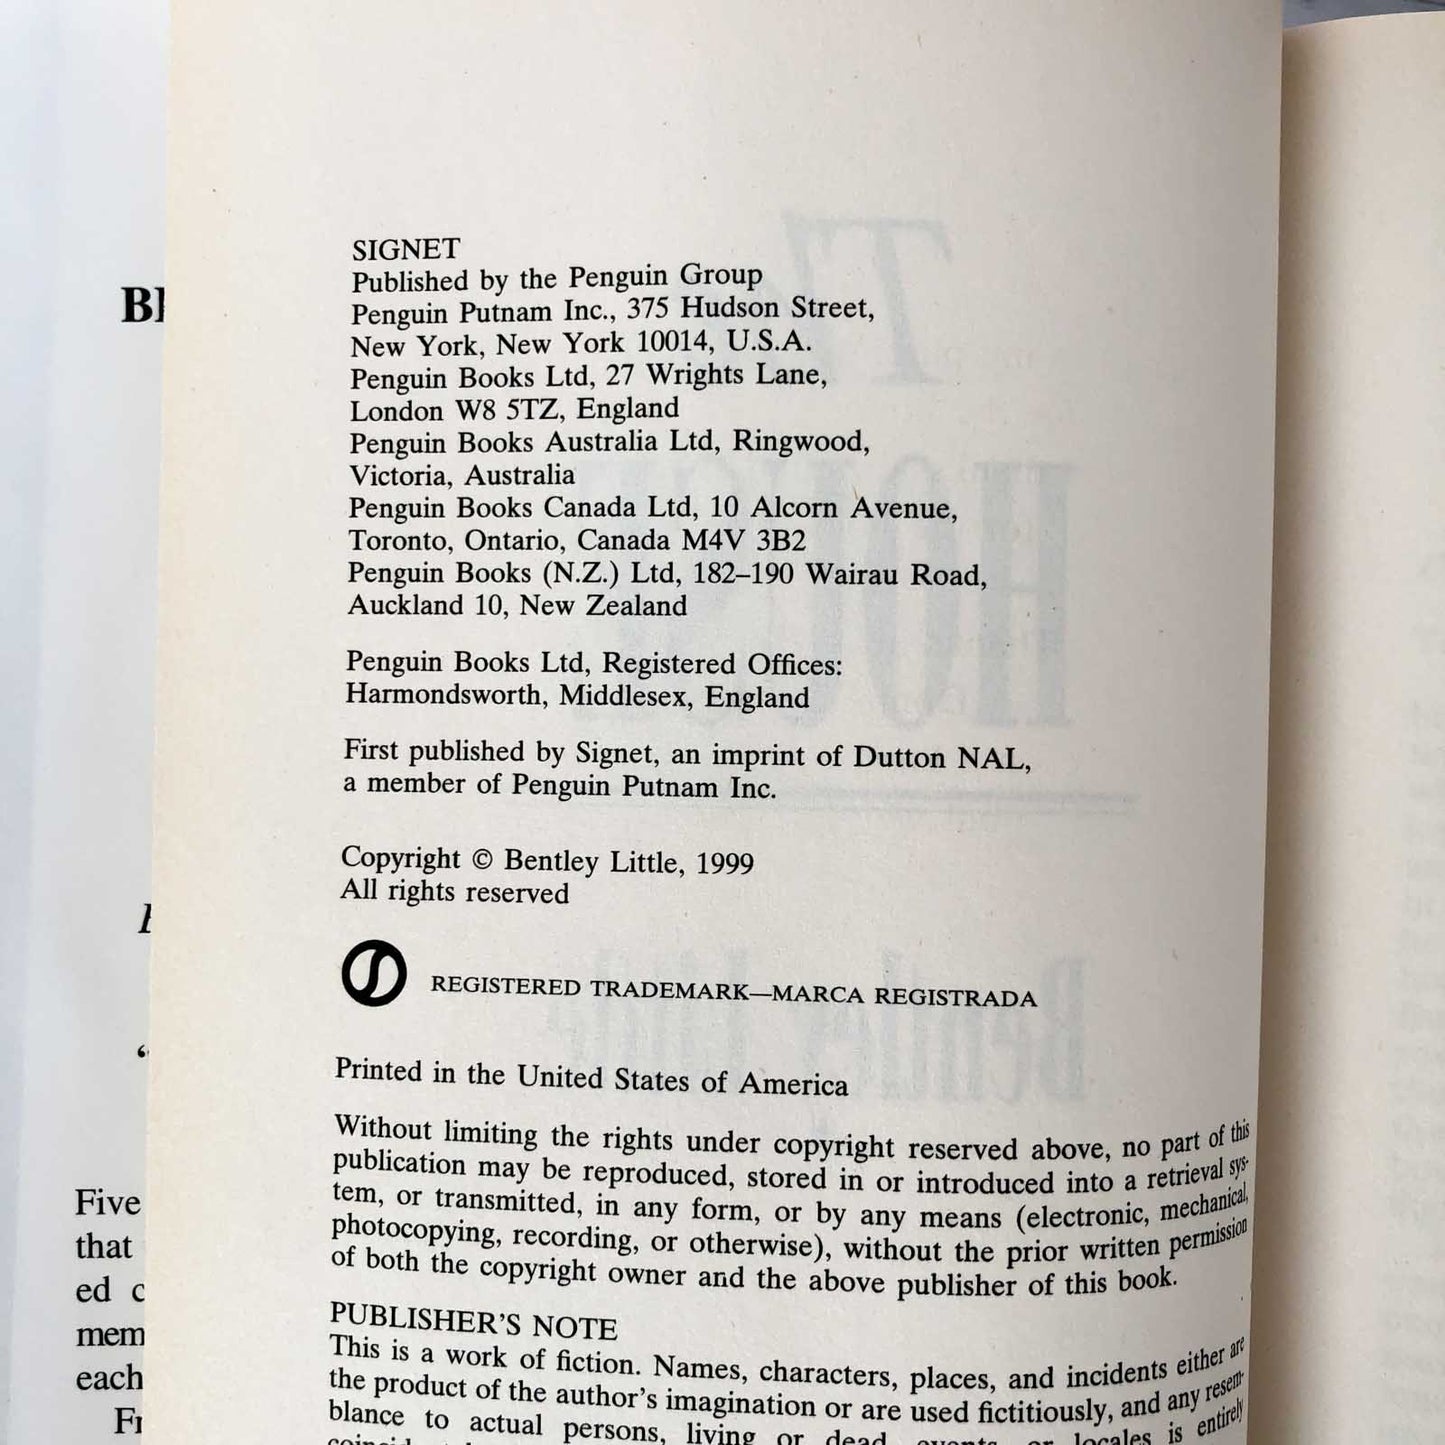 SIGNET
Published by the Penguin Group
Penguin Putnam Inc., 375 Hudson Street,
New York, New York 10014, U.S.A.
Penguin Books Ltd, 27 Wrights Lane,
London W8 5TZ, England
Penguin Books Australia Ltd, Ringwood,
Victoria, Australia
Penguin Books Canada Ltd, 10 Alcorn Avenue,
Toronto, Ontario, Canada M4V 3B2
Penguin Books (N.Z.) Ltd, 182–190 Wairau Road,
Auckland 10, New Zealand
Penguin Books Ltd, Registered Offices:
Harmondsworth, Middlesex, England
First published by Signet, an imprint of Dutton NAL,
a member of Penguin Putnam Inc.
Copyright © Bentley Little, 1999
All rights reserved
REGISTERED TRADEMARK—MARCA REGISTRADA
Printed in the United States of America
Without limiting the rights under copyright reserved above, no part of this
publication may be reproduced, stored in or introduced into a retrieval sys-
tem, or transmitted, in any form, or by any means (electronic, mechanical,
photocopying, recording, or otherwise), without the prior written permission
of both the copyright owner and the above publisher of this book.
PUBLISHER'S NOTE
This is a work of fiction. Names, characters, places, and incidents either are
the product of the author's imagination or are used fictitiously, and any resem-
blance to actual persons, living or dead, events, or locales is entirely
Five
that
ed
mem
each